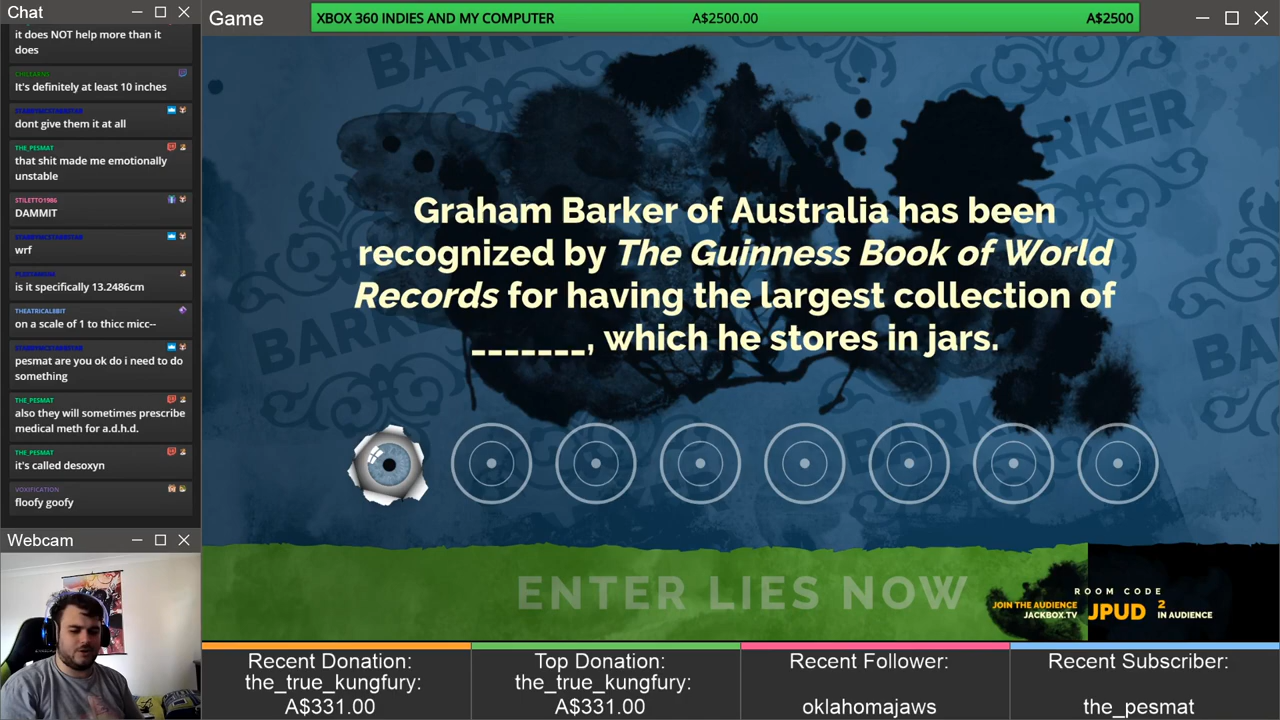 Chat
it does NOT help more than it
does
It's definitely at least 10 inches
dont give them it at all
THE_PESMAT
that shit made me emotionally
unstable
STILETTO1986
DAMMIT
wrf
is it specifically 13.2486cm
THEATRICAL8BIT
on a scale of 1 to thicc micc--
pesmat are you ok do i need to do
something
THE_PESMAT
also they will sometimes prescribe
medical meth for a.d.h.d.
THE_PESMAT
it's called desoxyn
VOXIFICATION
floofy goofy
Webcam
Game
XBOX 360 INDIES AND MY COMPUTER
A$2500.00
A$2500
BARKER
BARKER
BARKER
BARKER
Graham Barker of Australia has been
recognized by The Guinness Book of World
Records for having the largest collection of
_______, which he stores in jars.
ENTER LIES NOW
ROOM CODE
JOIN THE AUDIENCE
JACKBOX.TV
JPUD
2
IN AUDIENCE
Recent Donation:
the_true_kungfury:
A$331.00
Top Donation:
the_true_kungfury:
A$331.00
Recent Follower:
oklahomajaws
Recent Subscriber:
the_pesmat